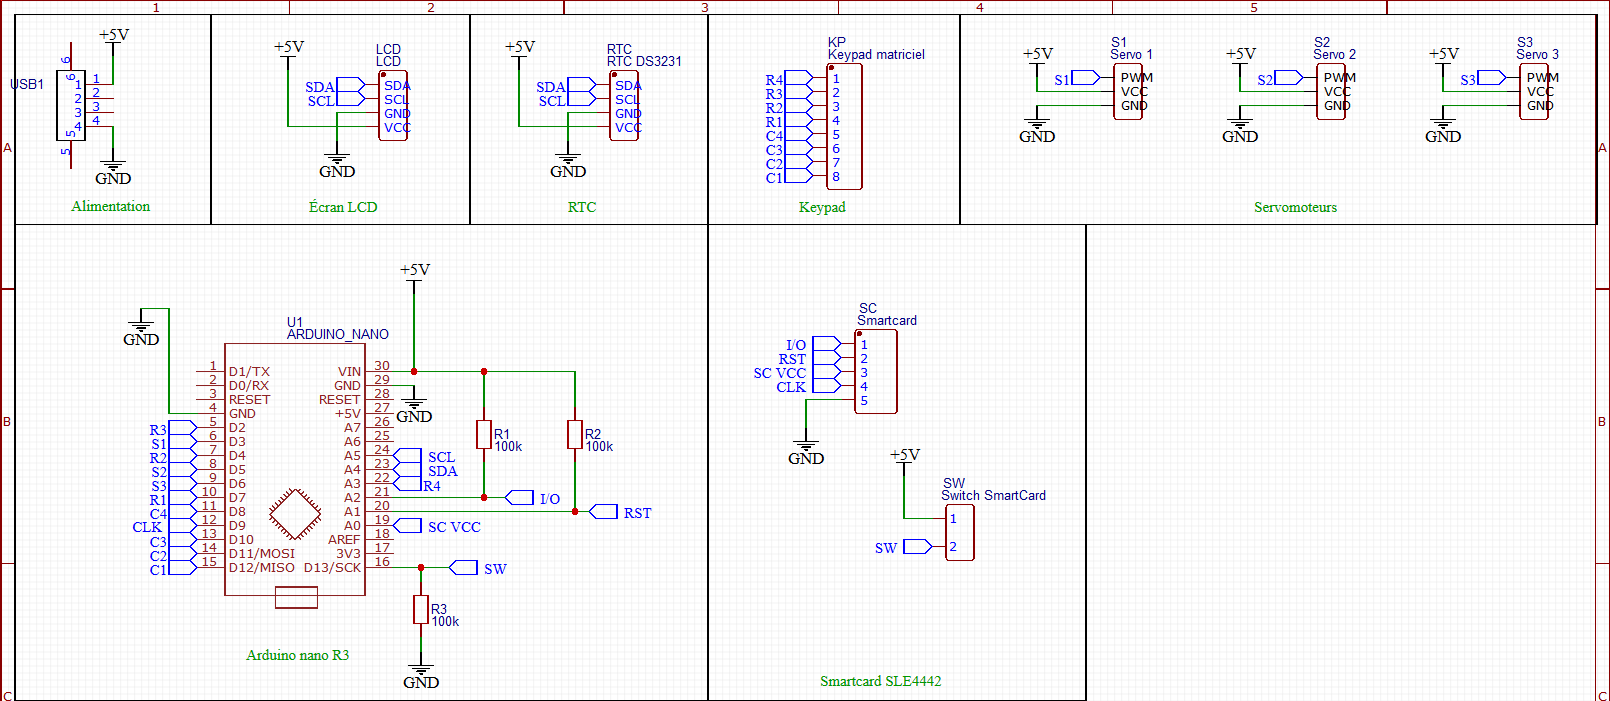 1 2 3 4 5
A
USB1
+5V
6
6
1 1
2 2
3 3
4 4
5
5
GND
Alimentation
+5V
LCD
LCD
SDA SDA
SCL SCL
GND
VCC
GND
Écran LCD
+5V
RTC
RTC DS3231
SDA SDA
SCL SCL
GND
VCC
GND
RTC
KP
Keypad matriciel
R4 1
R3 2
R2 3
R1 4
C4 5
C3 6
C2 7
C1 8
Keypad
+5V
S1
Servo 1
S1 PWM
VCC
GND
GND
+5V
S2
Servo 2
S2 PWM
VCC
GND
GND
+5V
S3
Servo 3
S3 PWM
VCC
GND
GND
Servomoteurs
A
B
+5V
GND
U1
ARDUINO_NANO
1 D1/TX VIN 30
2 D0/RX GND 29
3 RESET RESET 28
4 GND +5V 27
R3 5 D2 A7 26
S1 6 D3 A6 25
R2 7 D4 A5 24 SCL
S2 8 D5 A4 23 SDA
S3 9 D6 A3 22 R4
R1 10 D7 A2 21 I/O
C4 11 D8 A1 20 RST
CLK 12 D9 A0 19 SC VCC
C3 13 D10 AREF 18
C2 14 D11/MOSI 3V3 17
C1 15 D12/MISO D13/SCK 16 SW
GND
R1
100k
R2
100k
R3
100k
GND
Arduino nano R3
SC
Smartcard
I/O 1
RST 2
SC VCC 3
CLK 4
5
GND
+5V
SW
Switch SmartCard
1
SW 2
Smartcard SLE4442
B
C
C